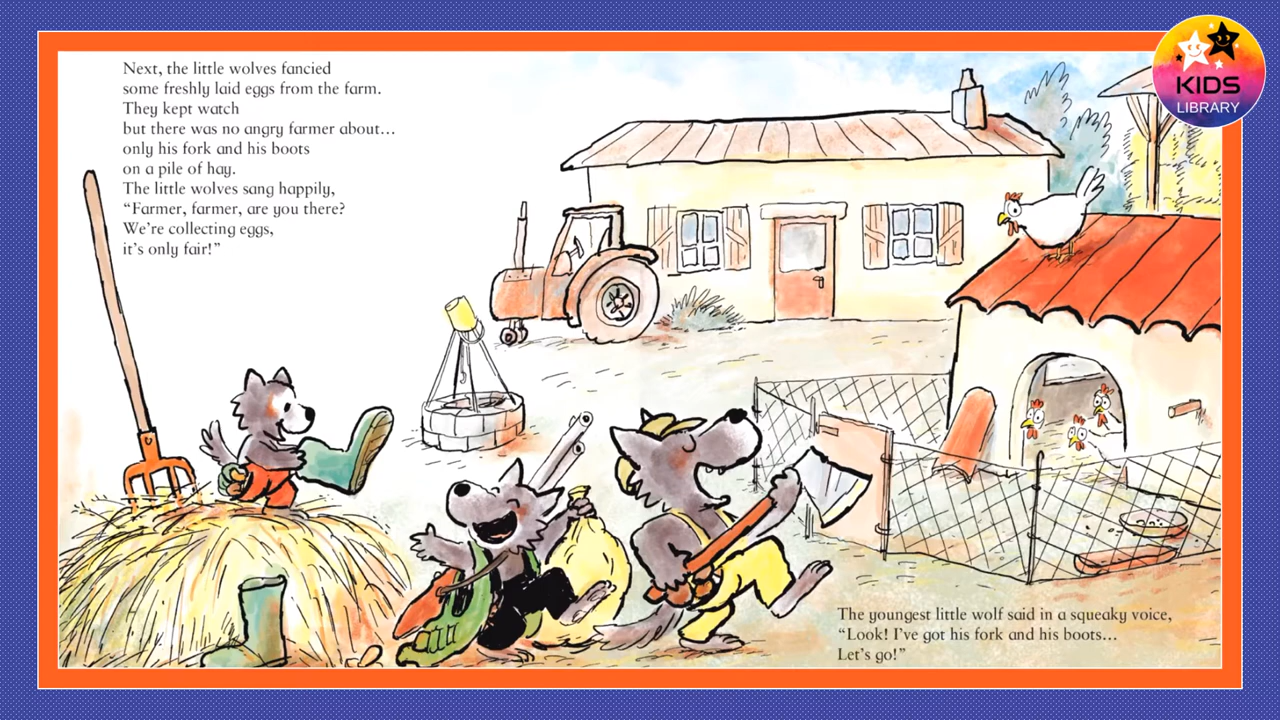 Next, the little wolves fancied
some freshly laid eggs from the farm.
They kept watch
but there was no angry farmer about…
only his fork and his boots
on a pile of hay.
The little wolves sang happily,
“Farmer, farmer, are you there?
We’re collecting eggs,
it’s only fair!”
KIDS
LIBRARY
The youngest little wolf said in a squeaky voice,
“Look! I’ve got his fork and his boots…
Let’s go!”